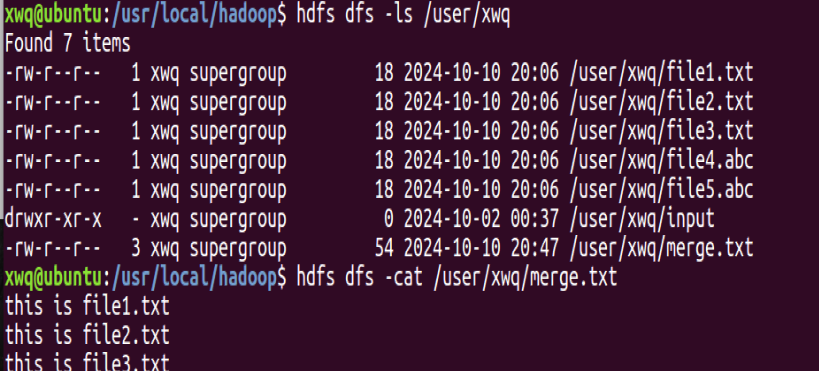 xwq@ubuntu:/usr/local/hadoop$ hdfs dfs -ls /user/xwq
Found 7 items
-rw-r--r--   1 xwq supergroup         18 2024-10-10 20:06 /user/xwq/file1.txt
-rw-r--r--   1 xwq supergroup         18 2024-10-10 20:06 /user/xwq/file2.txt
-rw-r--r--   1 xwq supergroup         18 2024-10-10 20:06 /user/xwq/file3.txt
-rw-r--r--   1 xwq supergroup         18 2024-10-10 20:06 /user/xwq/file4.abc
-rw-r--r--   1 xwq supergroup         18 2024-10-10 20:06 /user/xwq/file5.abc
drwxr-xr-x   - xwq supergroup          0 2024-10-02 00:37 /user/xwq/input
-rw-r--r--   3 xwq supergroup         54 2024-10-10 20:47 /user/xwq/merge.txt
xwq@ubuntu:/usr/local/hadoop$ hdfs dfs -cat /user/xwq/merge.txt
this is file1.txt
this is file2.txt
this is file3.txt